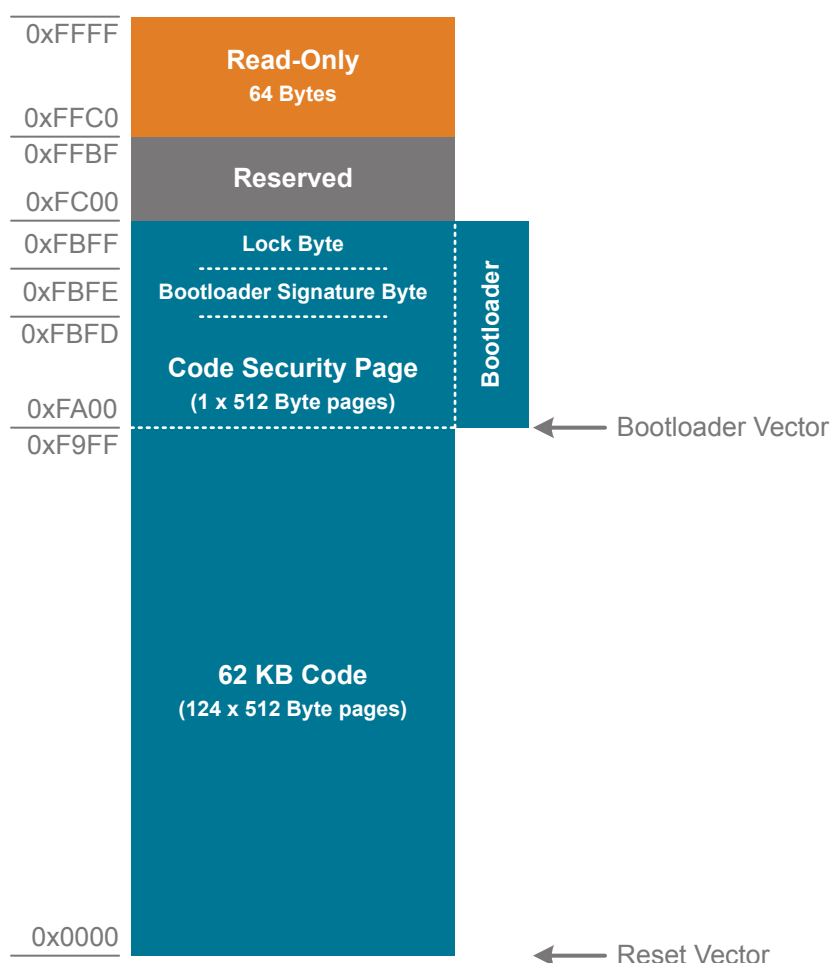 0xFFFF
Read-Only
64 Bytes
0xFFC0
0xFFBF
Reserved
0xFC00
0xFBFF
Lock Byte
0xFBFE
Bootloader Signature Byte
0xFBFD
Bootloader
Code Security Page
(1 x 512 Byte pages)
0xFA00
Bootloader Vector
0xF9FF
62 KB Code
(124 x 512 Byte pages)
0x0000
Reset Vector